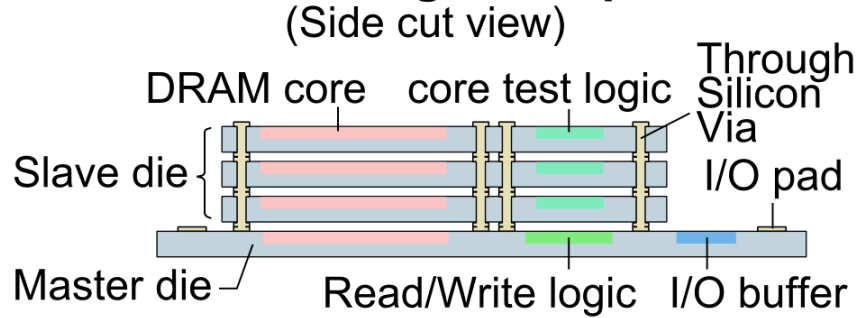 (Side cut view)
DRAM core
core test logic
Through
Silicon
Via
Slave die
I/O pad
Master die
Read/Write logic
I/O buffer